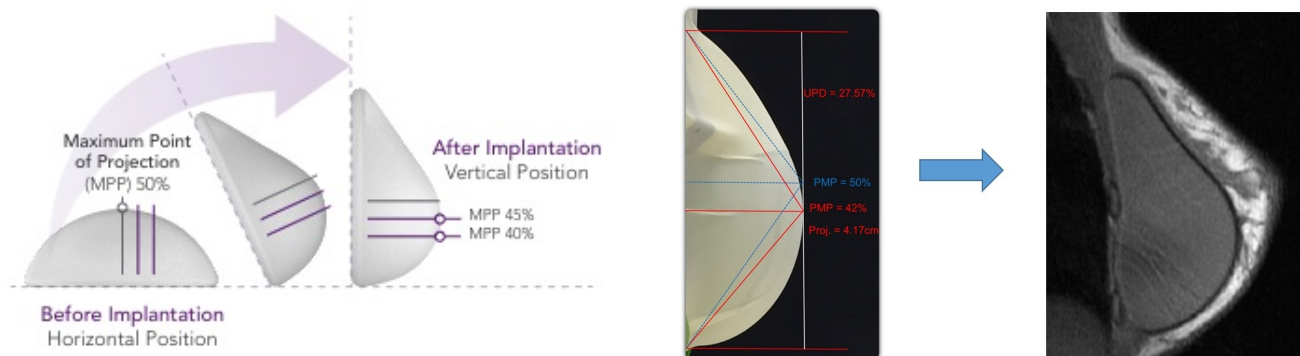 Maximum Point
of Projection
(MPP) 50%
After Implantation
Vertical Position
MPP 45%
MPP 40%
Before Implantation
Horizontal Position
UPD = 27.57%
PMP = 50%
PMP = 42%
Proj. = 4.17cm